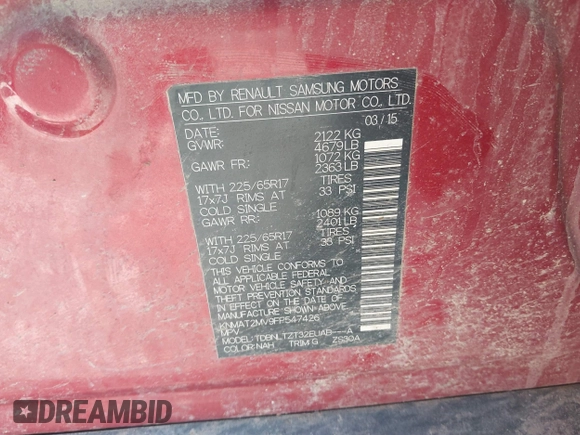 MFD BY RENAULT SAMSUNG MOTORS
CO., LTD. FOR NISSAN MOTOR CO., LTD.
03/15
DATE: 2122 KG
GVWR: 4679 LB
1072 KG
GAWR FR: 2363 LB
WITH 225/65R17 TIRES
17x7J RIMS AT 33 PSI
COLD SINGLE
1089 KG
GAWR RR: 2401 LB
WITH 225/65R17 TIRES
17x7J RIMS AT 33 PSI
COLD SINGLE
THIS VEHICLE CONFORMS TO
ALL APPLICABLE FEDERAL
MOTOR VEHICLE SAFETY AND
THEFT PREVENTION STANDARDS
IN EFFECT ON THE DATE OF
MANUFACTURE SHOWN ABOVE.
KNMAT2MV9FP547426
MPV
MODEL: TDBNLTZT32EUAB---A
COLOR:NAH TRIM:G ZS30A
DREAMBID